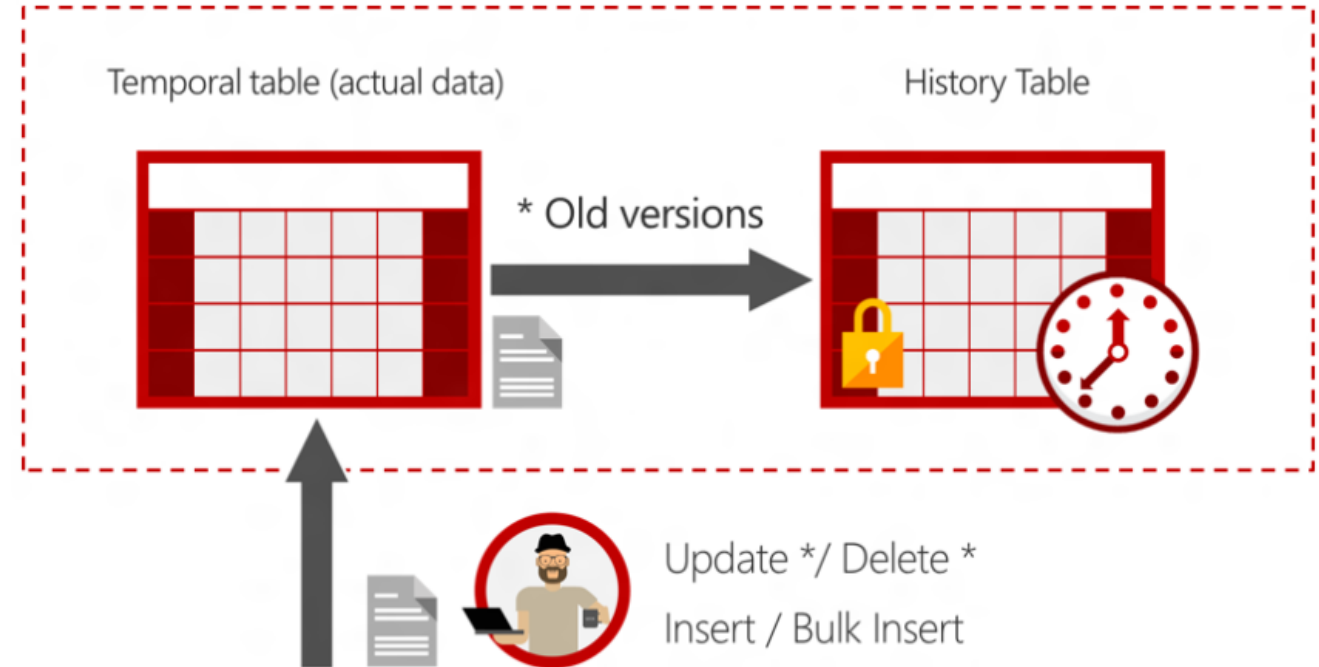 Temporal table (actual data)
History Table
* Old versions
Update */ Delete *
Insert / Bulk Insert